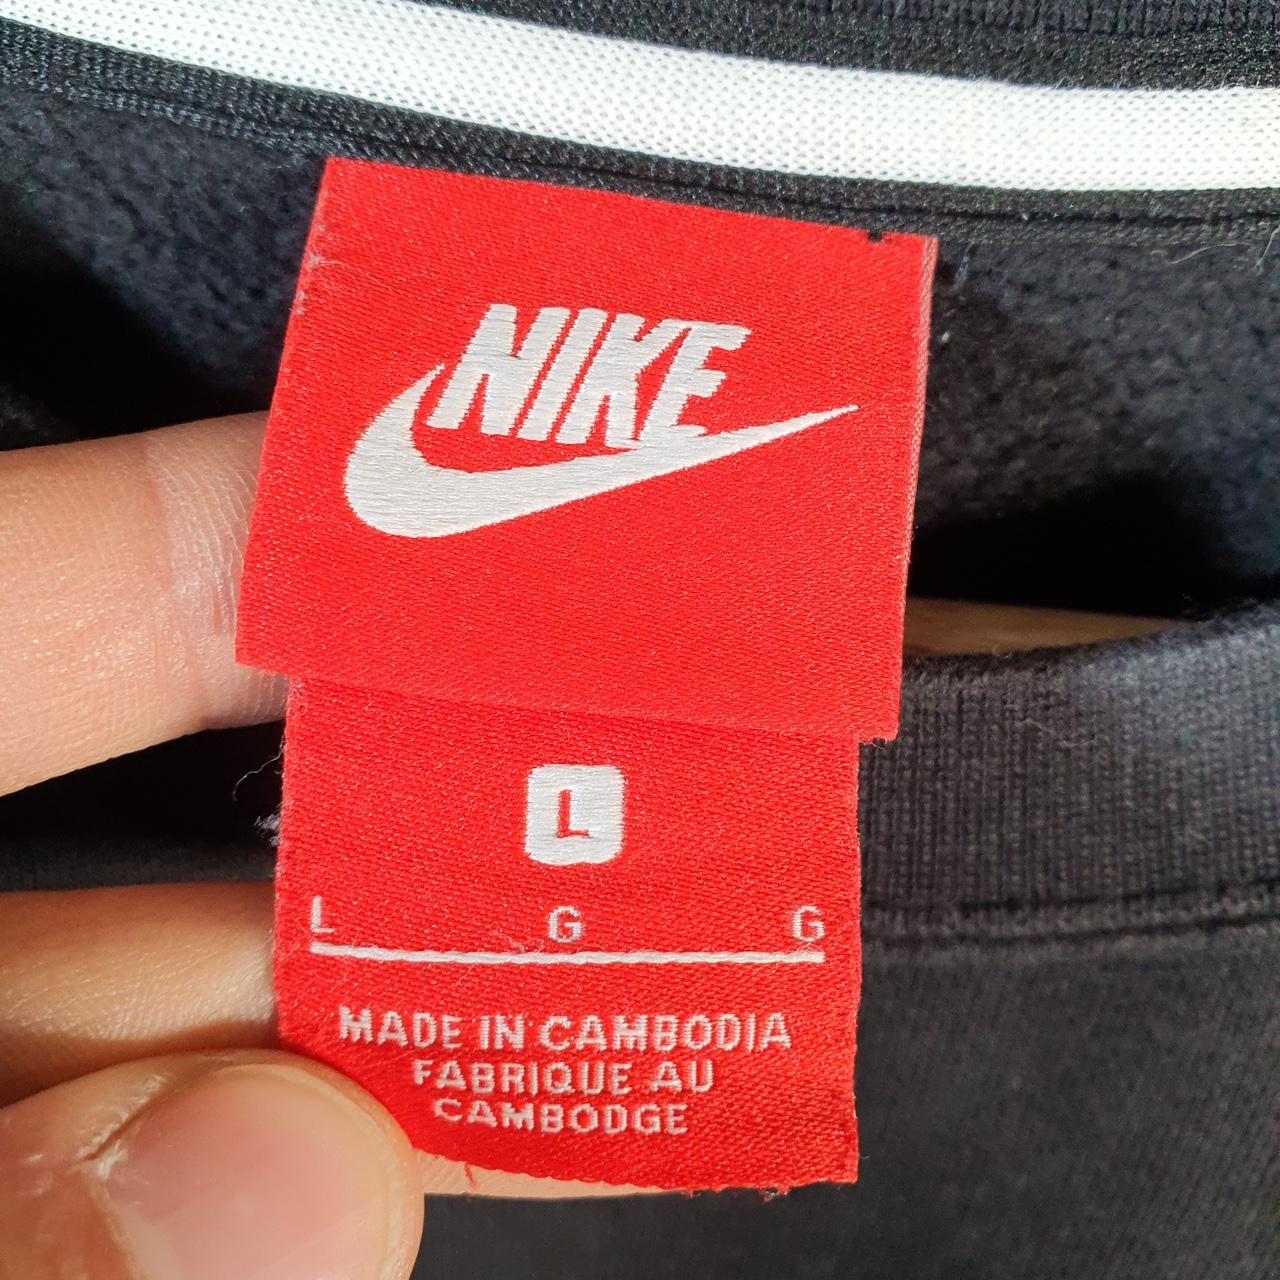 NIKE
L
L G G
MADE IN CAMBODIA
FABRIQUE AU
CAMBODGE